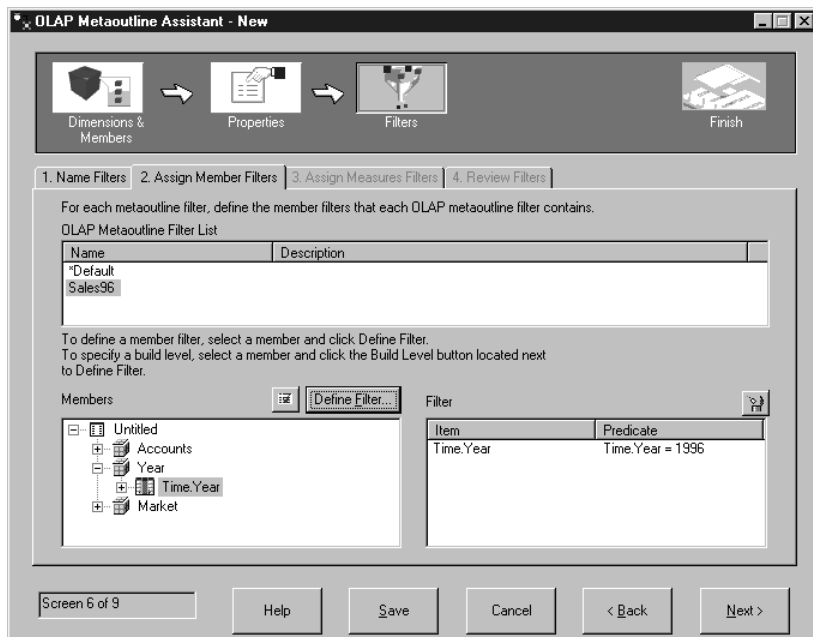 OLAP Metaoutline Assistant - New
Dimensions & Members
Properties
Filters
Finish
1. Name Filters
2. Assign Member Filters
3. Assign Measures Filters
4. Review Filters
For each metaoutline filter, define the member filters that each OLAP metaoutline filter contains.
OLAP Metaoutline Filter List
Name Description
*Default
Sales96
To define a member filter, select a member and click Define Filter.
To specify a build level, select a member and click the Build Level button located next
to Define Filter.
Members
Define Filter...
Untitled
Accounts
Year
Time.Year
Market
Filter
Item Predicate
Time.Year Time.Year = 1996
Screen 6 of 9
Help
Save
Cancel
< Back
Next >